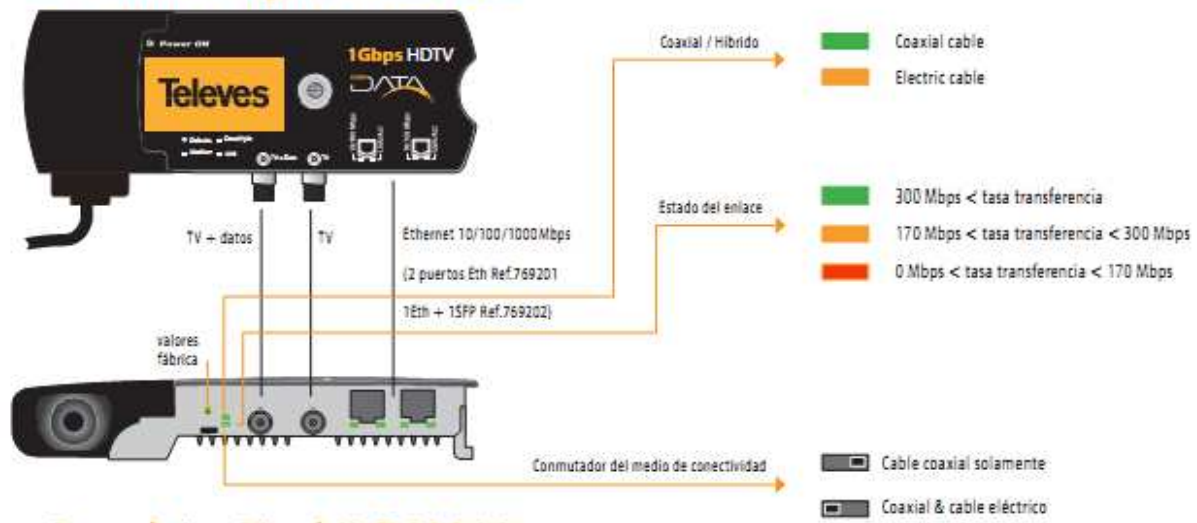 Power ON
1Gbps HDTV
DATA
Televes
TV
Coaxial / Híbrido
Coaxial cable
Electric cable
Estado del enlace
300 Mbps < tasa transferencia
170 Mbps < tasa transferencia < 300 Mbps
0 Mbps < tasa transferencia < 170 Mbps
TV + datos
TV
Ethernet 10/100/1000Mbps
(2 puertos Eth Ref.769201
1Eth + 1SFP Ref.769202)
valores
fábrica
Conmutador del medio de conectividad
Cable coaxial solamente
Coaxial & cable eléctrico